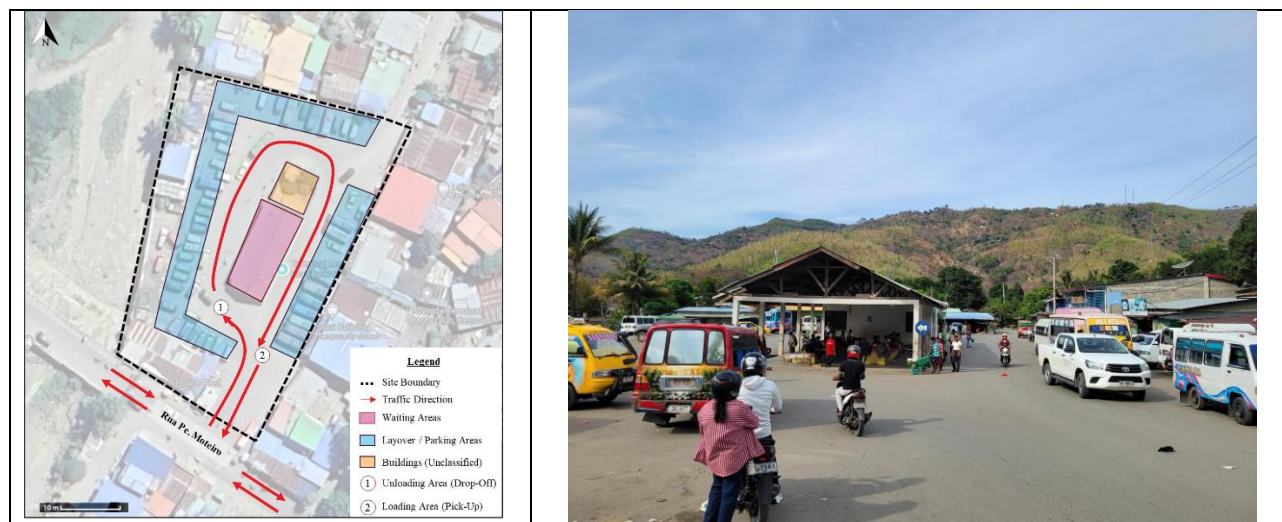 N
Rua Pe. Moteiro
1
2
10 m
Legend
Site Boundary
Traffic Direction
Waiting Areas
Layover / Parking Areas
Buildings (Unclassified)
1 Unloading Area (Drop-Off)
2 Loading Area (Pick-Up)